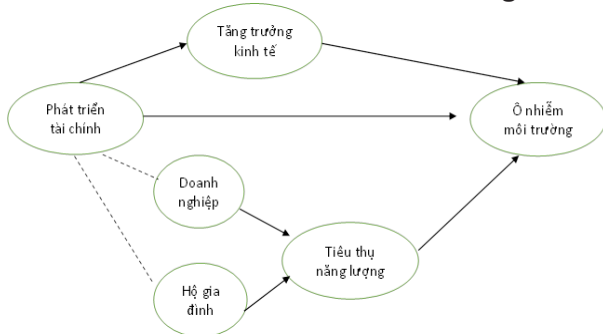 Tăng trưởng
kinh tế
Phát triển
tài chính
Ô nhiễm
môi trường
Doanh
nghiệp
Tiêu thụ
năng lượng
Hộ gia
đình